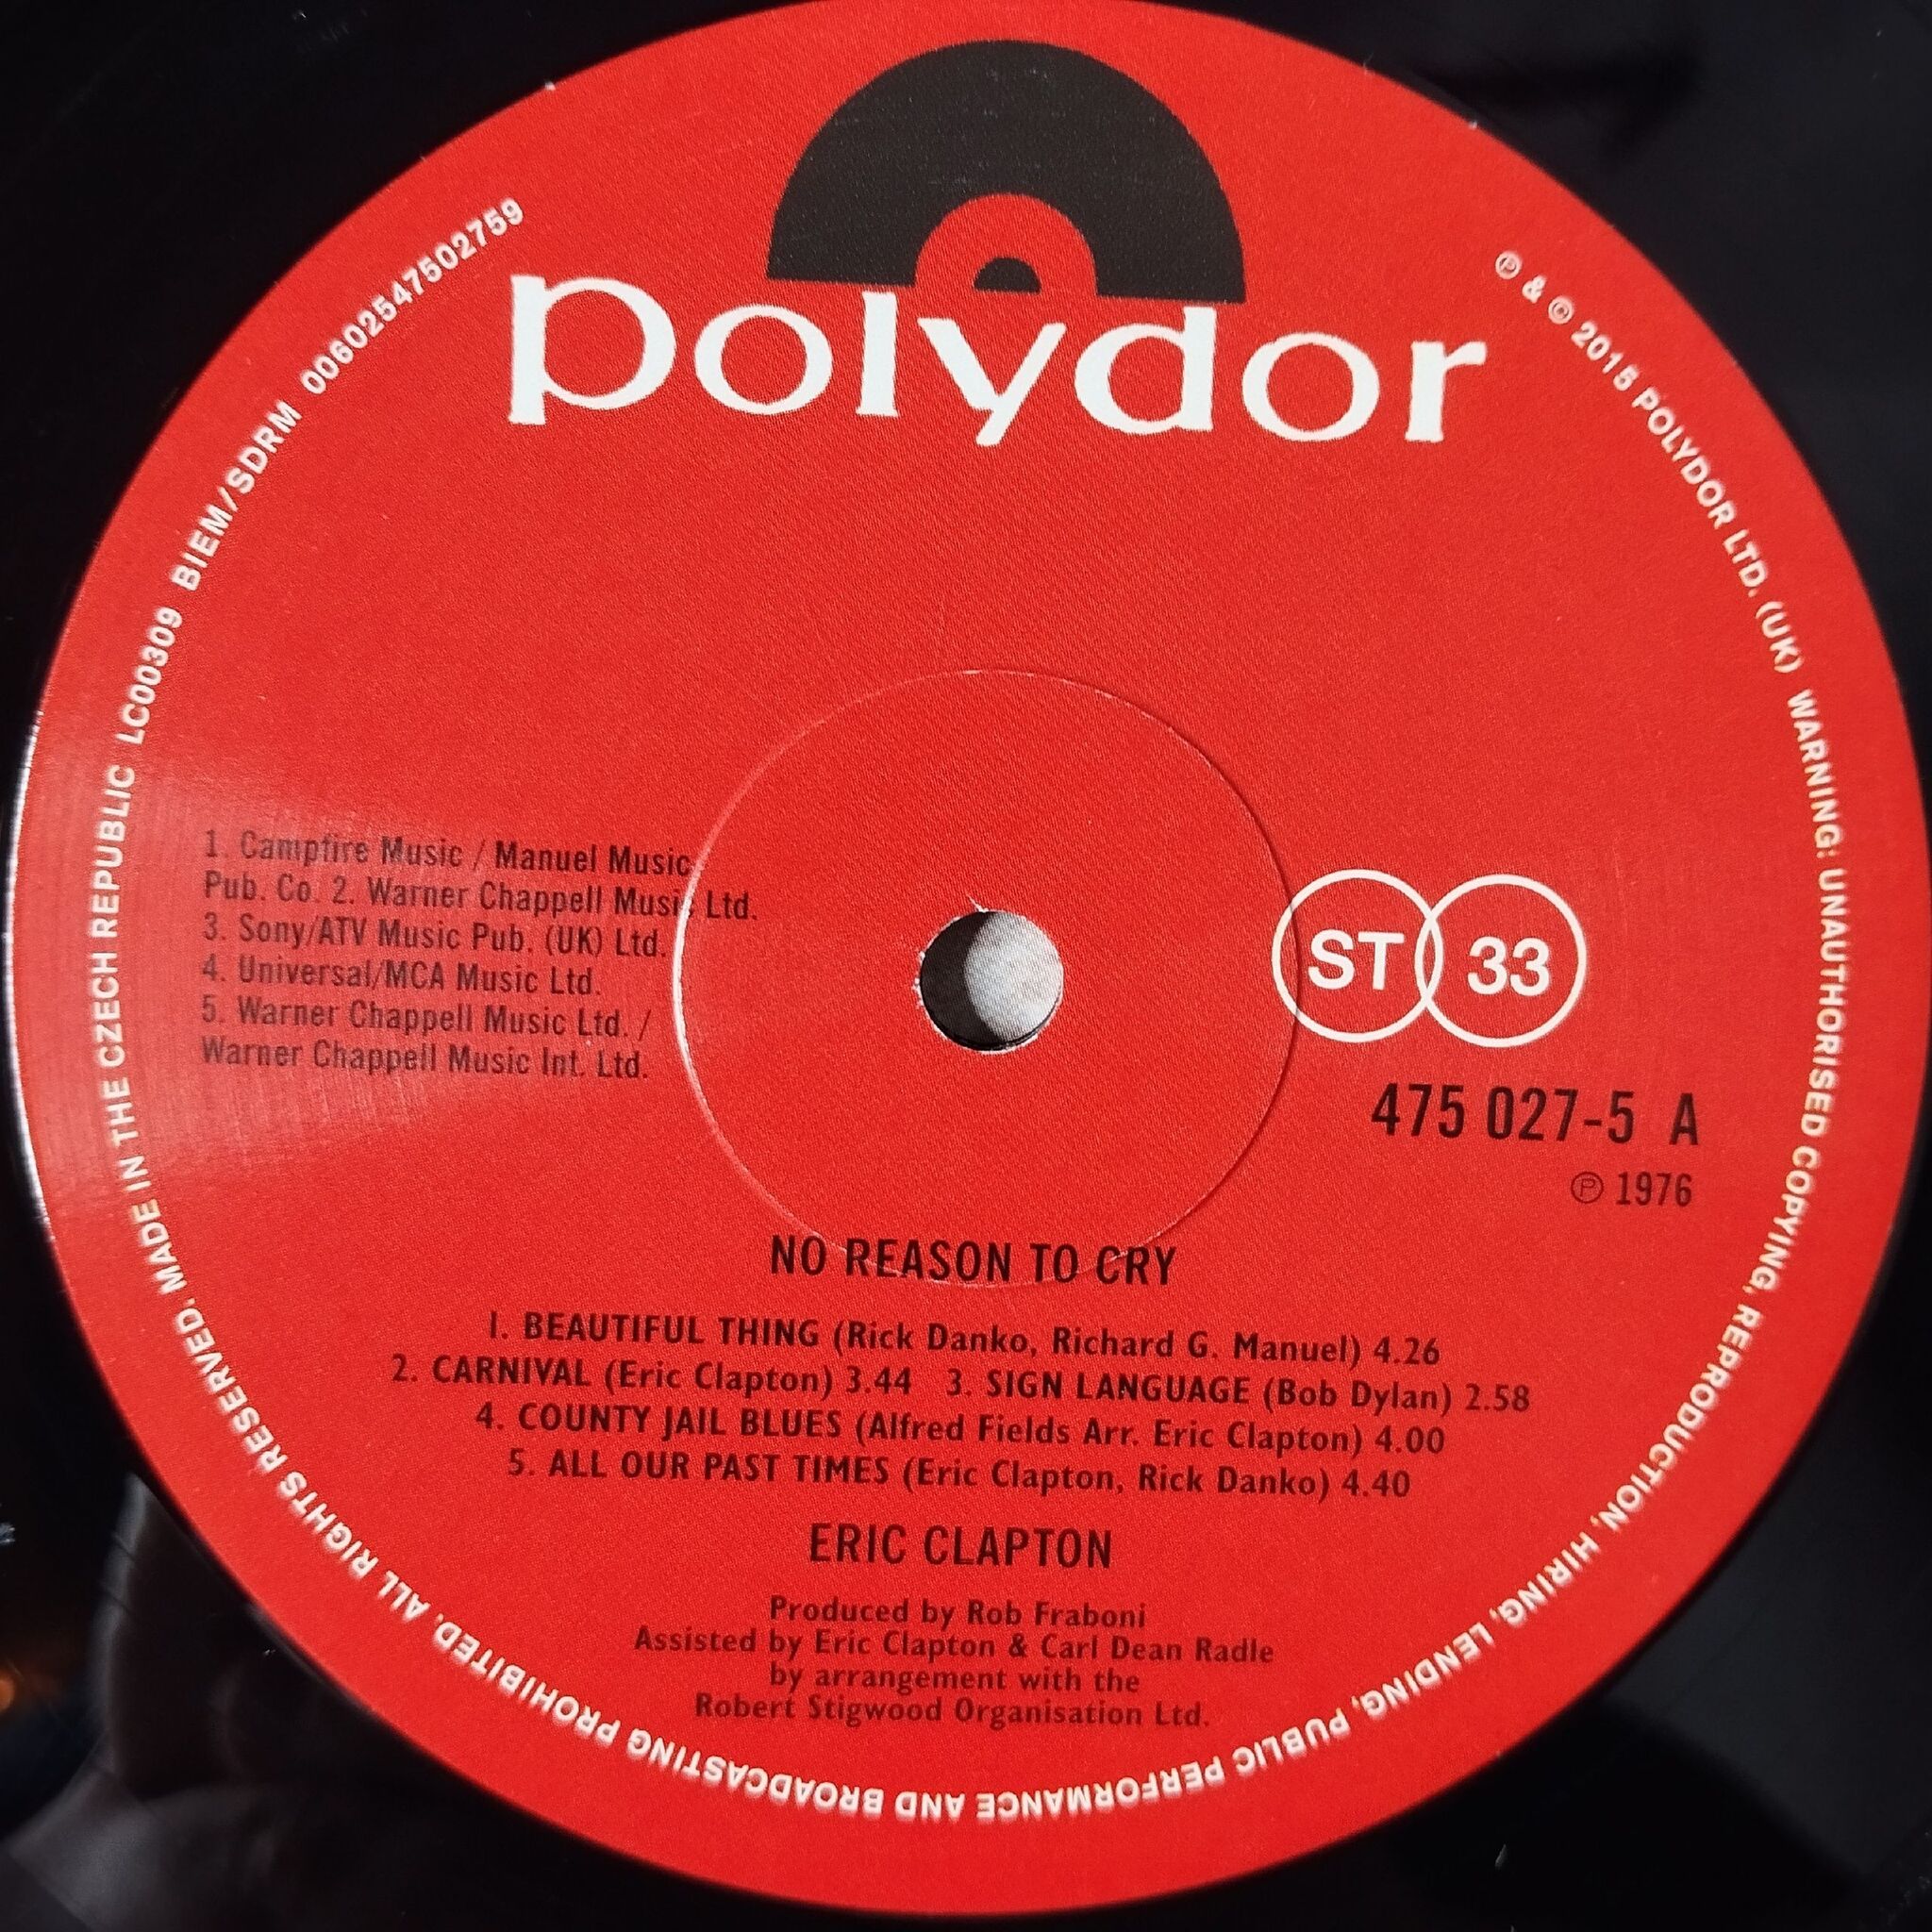 polydor
MADE IN THE CZECH REPUBLIC LC00309 BIEM/SDRM 00602547502759
℗ & © 2015 POLYDOR LTD. (UK) WARNING: UNAUTHORISED COPYING, REPRODUCTION, HIRING, LENDING, PUBLIC PERFORMANCE AND BROADCASTING PROHIBITED. ALL RIGHTS RESERVED.
1. Campfire Music / Manuel Music
Pub. Co. 2. Warner Chappell Music Ltd.
3. Sony/ATV Music Pub. (UK) Ltd.
4. Universal/MCA Music Ltd.
5. Warner Chappell Music Ltd. /
Warner Chappell Music Int. Ltd.
ST 33
475 027-5 A
℗ 1976
NO REASON TO CRY
1. BEAUTIFUL THING (Rick Danko, Richard G. Manuel) 4.26
2. CARNIVAL (Eric Clapton) 3.44 3. SIGN LANGUAGE (Bob Dylan) 2.58
4. COUNTY JAIL BLUES (Alfred Fields Arr. Eric Clapton) 4.00
5. ALL OUR PAST TIMES (Eric Clapton, Rick Danko) 4.40
ERIC CLAPTON
Produced by Rob Fraboni
Assisted by Eric Clapton & Carl Dean Radle
by arrangement with the
Robert Stigwood Organisation Ltd.